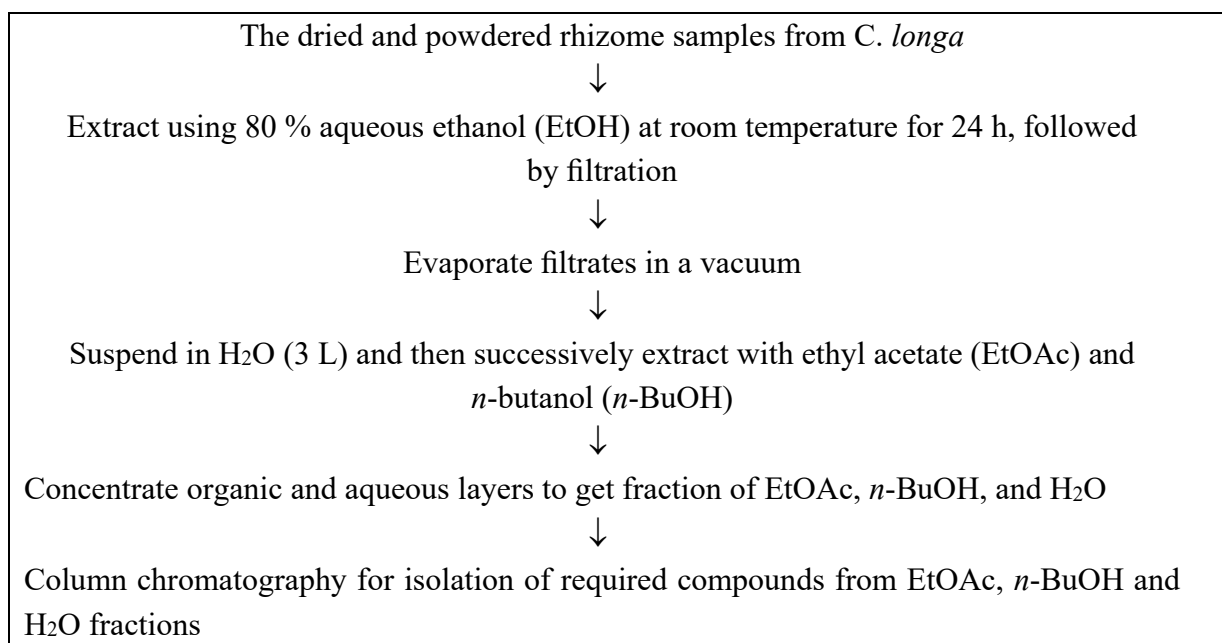 The dried and powdered rhizome samples from C. longa
↓
Extract using 80 % aqueous ethanol (EtOH) at room temperature for 24 h, followed
by filtration
↓
Evaporate filtrates in a vacuum
↓
Suspend in H₂O (3 L) and then successively extract with ethyl acetate (EtOAc) and
n-butanol (n-BuOH)
↓
Concentrate organic and aqueous layers to get fraction of EtOAc, n-BuOH, and H₂O
↓
Column chromatography for isolation of required compounds from EtOAc, n-BuOH and
H₂O fractions